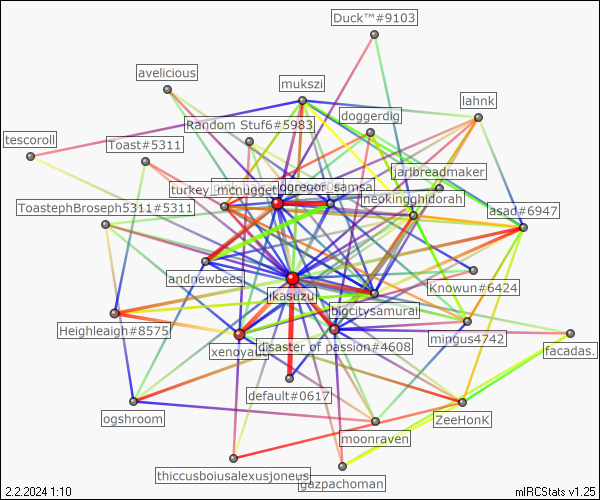 Duck™#9103
avelicious
mukszi
lahnk
doggerdig
Random Stuf6#5983
tescoroll
Toast#5311
jarlbreadmaker
turkey_mcnugget
gregor_samsa
neokingghidorah
ToastephBroseph5311#5311
asad#6947
andnewbees
Knowun#6424
ikasuzu
bigcitysamurai
Heighleaigh#8575
mingus4742
xenoyaut
disaster of passion#4608
facadas.
default#0617
ogshroom
ZeeHonK
moonraven
thiccusboiusalexusjoneus
gazpachoman
2.2.2024 1:10
mIRCStats v1.25